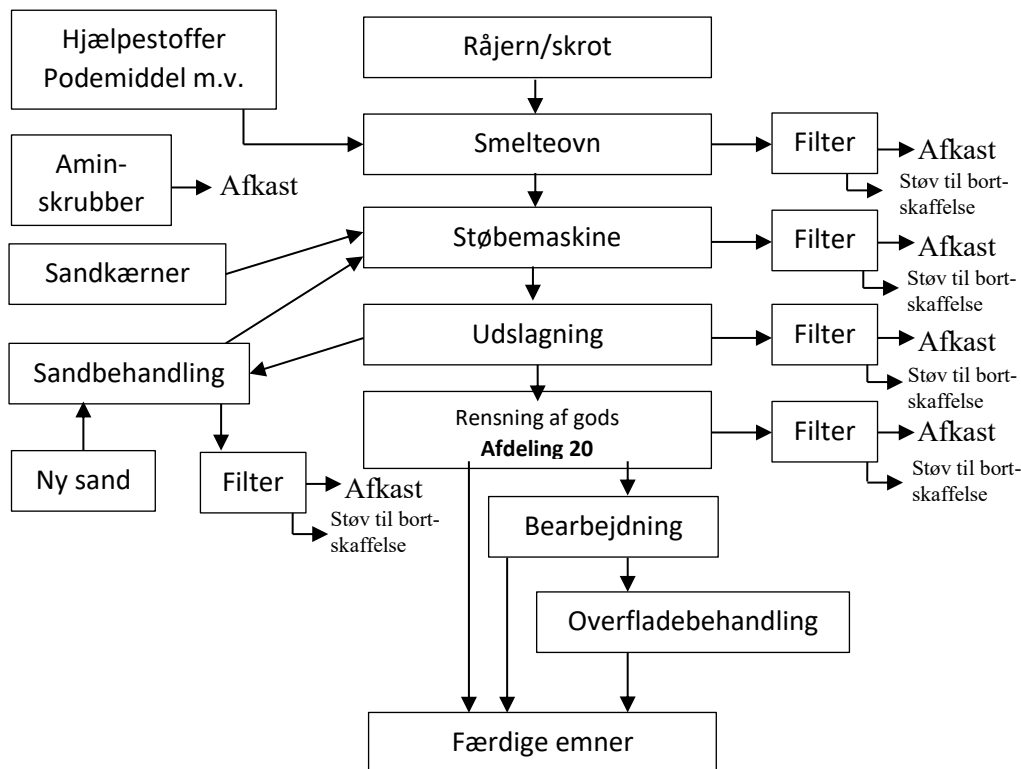 Hjælpestoffer
Podemiddel m.v.
Råjern/skrot
Smelteovn
Filter
Afkast
Støv til bort-
skaffelse
Amin-
skrubber
Afkast
Støbemaskine
Filter
Afkast
Støv til bort-
skaffelse
Sandkærner
Udslagning
Filter
Afkast
Støv til bort-
skaffelse
Sandbehandling
Rensning af gods
Afdeling 20
Filter
Afkast
Støv til bort-
skaffelse
Ny sand
Filter
Afkast
Støv til bort-
skaffelse
Bearbejdning
Overfladebehandling
Færdige emner